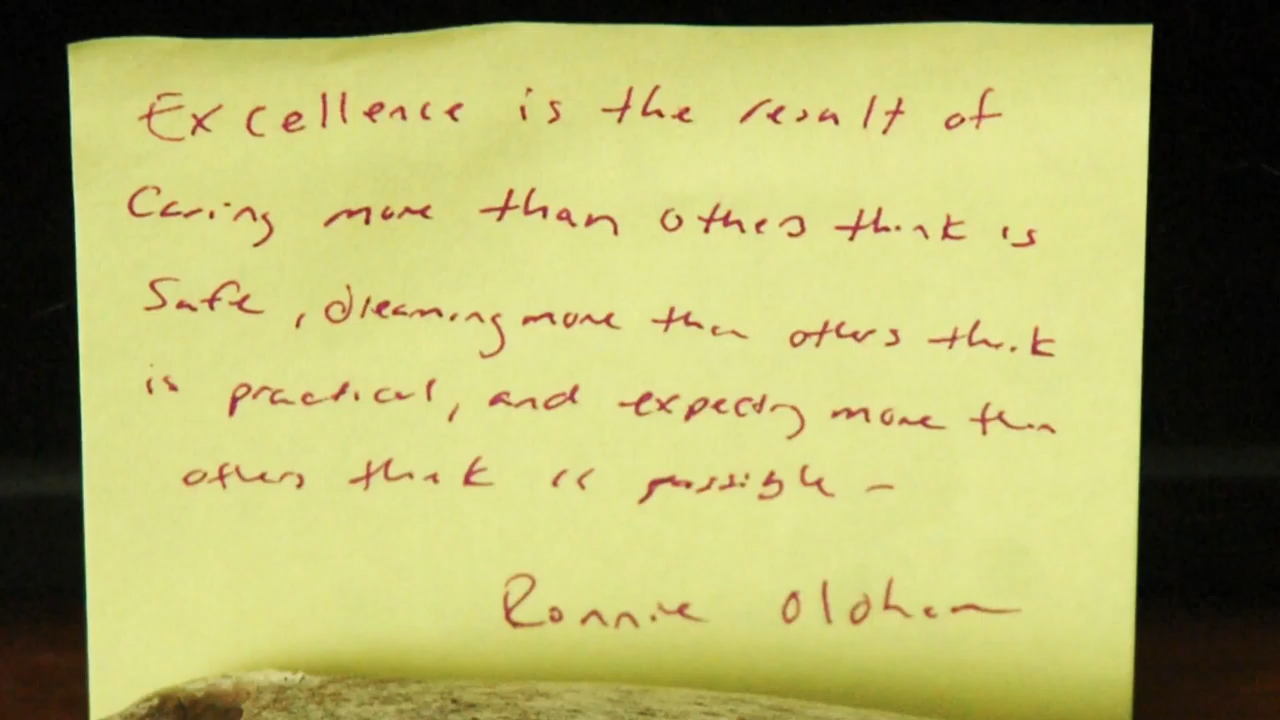 Excellence is the result of
Caring more than others think is
Safe, dreaming more than others think
is practical, and expecting more than
others think is possible -
Ronnie Oldham